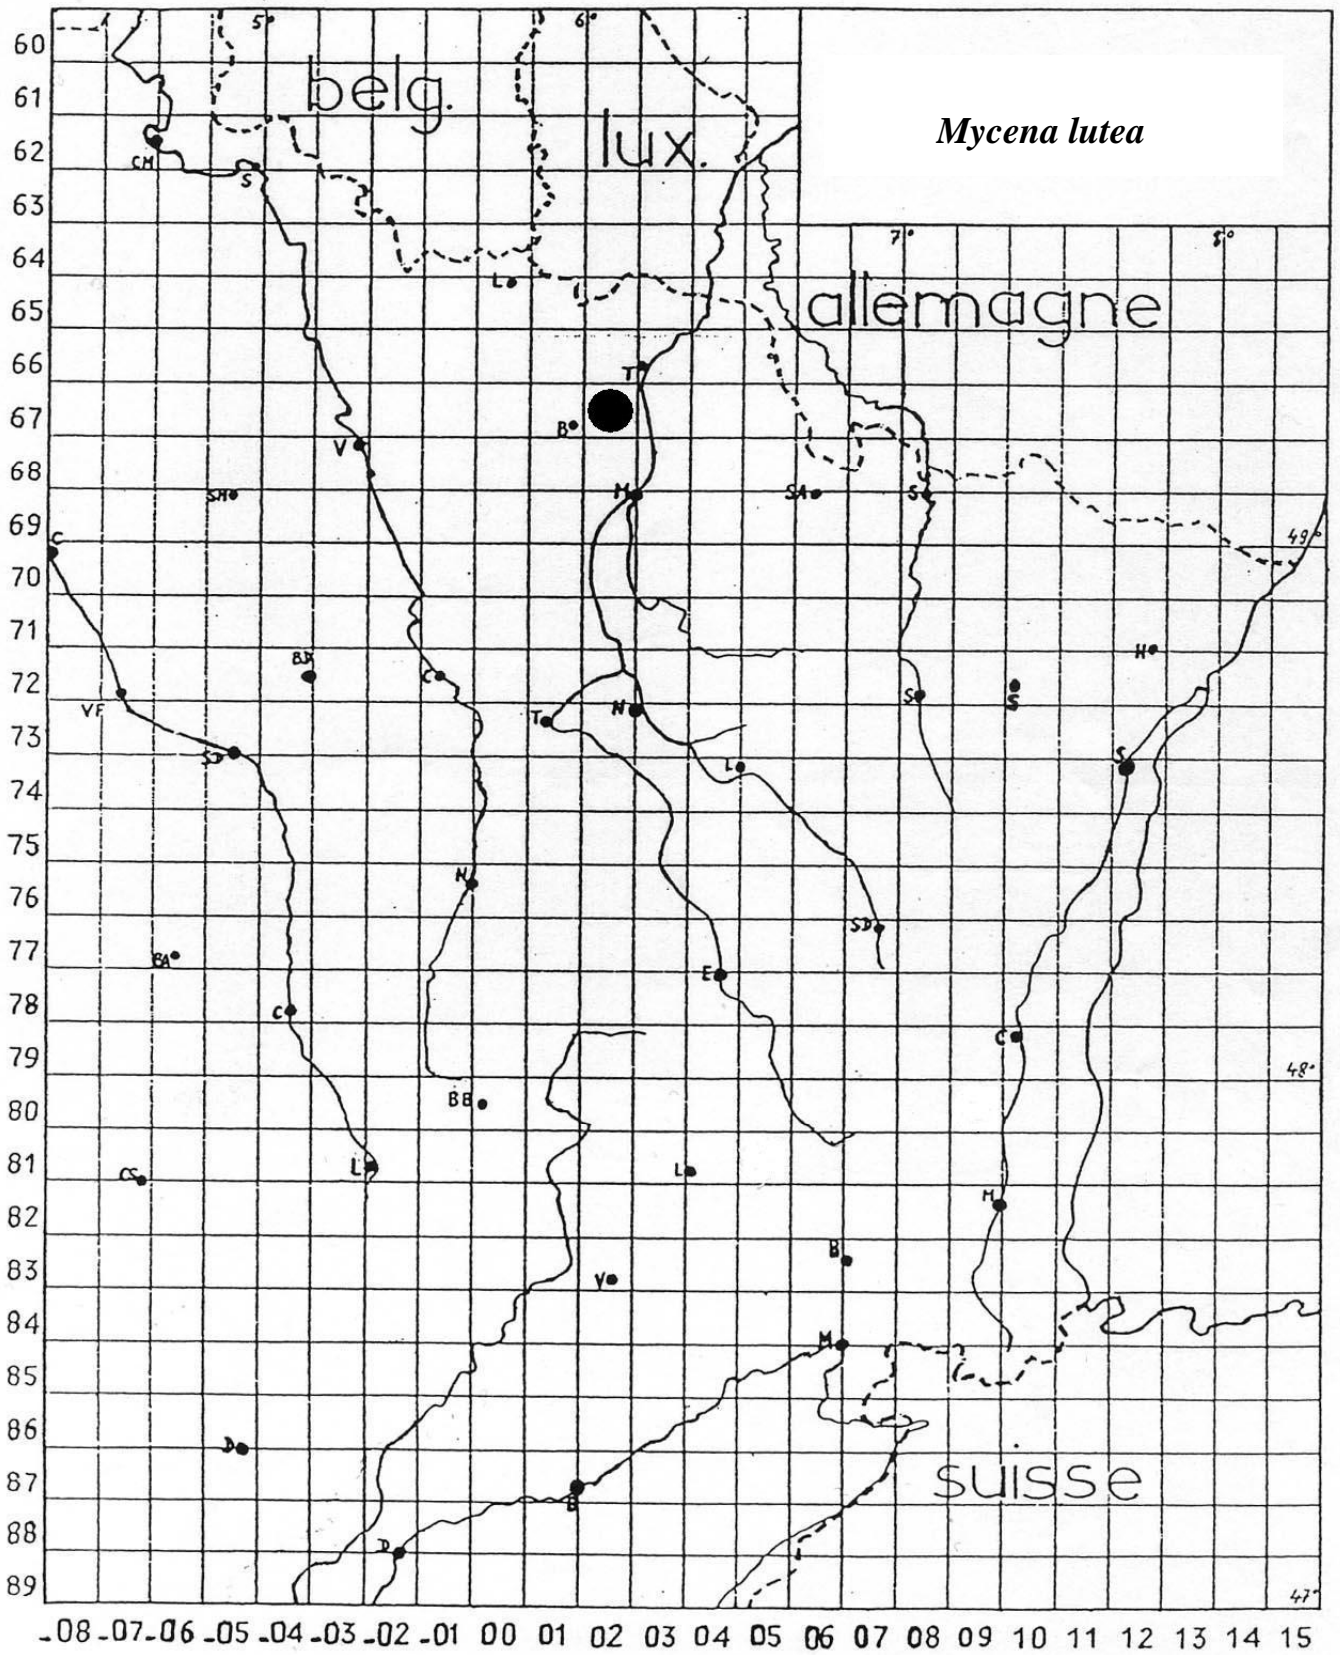 5°
6°
60
belg.
61
lux.
Mycena lutea
62
CM
S
63
7°
8°
64
L
allemagne
65
66
T
67
B
V
68
SM
M
SA
S
69
C
49°
70
71
BD
H
72
C
S
S
VF
T
N
73
SD
L
S
74
75
N
76
SD
77
BA
E
78
C
C
79
48°
80
BB
81
CS
L
L
82
M
B
83
V
84
M
85
86
D
87
suisse
B
88
D
89
47°
-08 -07 -06 -05 -04 -03 -02 -01 00 01 02 03 04 05 06 07 08 09 10 11 12 13 14 15